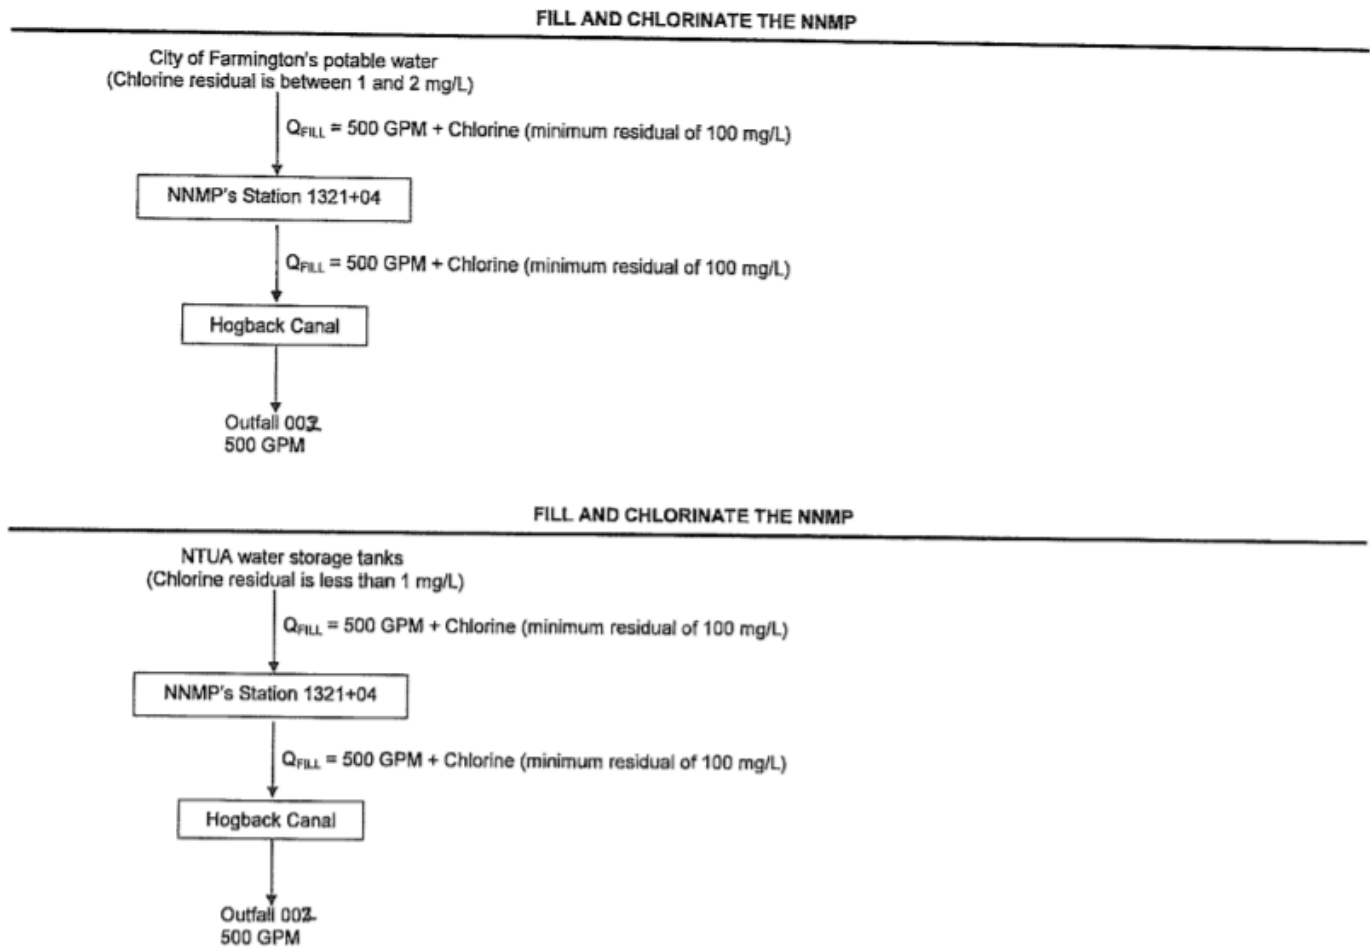 FILL AND CHLORINATE THE NNMP
City of Farmington's potable water
(Chlorine residual is between 1 and 2 mg/L)
QFILL = 500 GPM + Chlorine (minimum residual of 100 mg/L)
NNMP's Station 1321+04
QFILL = 500 GPM + Chlorine (minimum residual of 100 mg/L)
Hogback Canal
Outfall 002
500 GPM
FILL AND CHLORINATE THE NNMP
NTUA water storage tanks
(Chlorine residual is less than 1 mg/L)
QFILL = 500 GPM + Chlorine (minimum residual of 100 mg/L)
NNMP's Station 1321+04
QFILL = 500 GPM + Chlorine (minimum residual of 100 mg/L)
Hogback Canal
Outfall 002
500 GPM